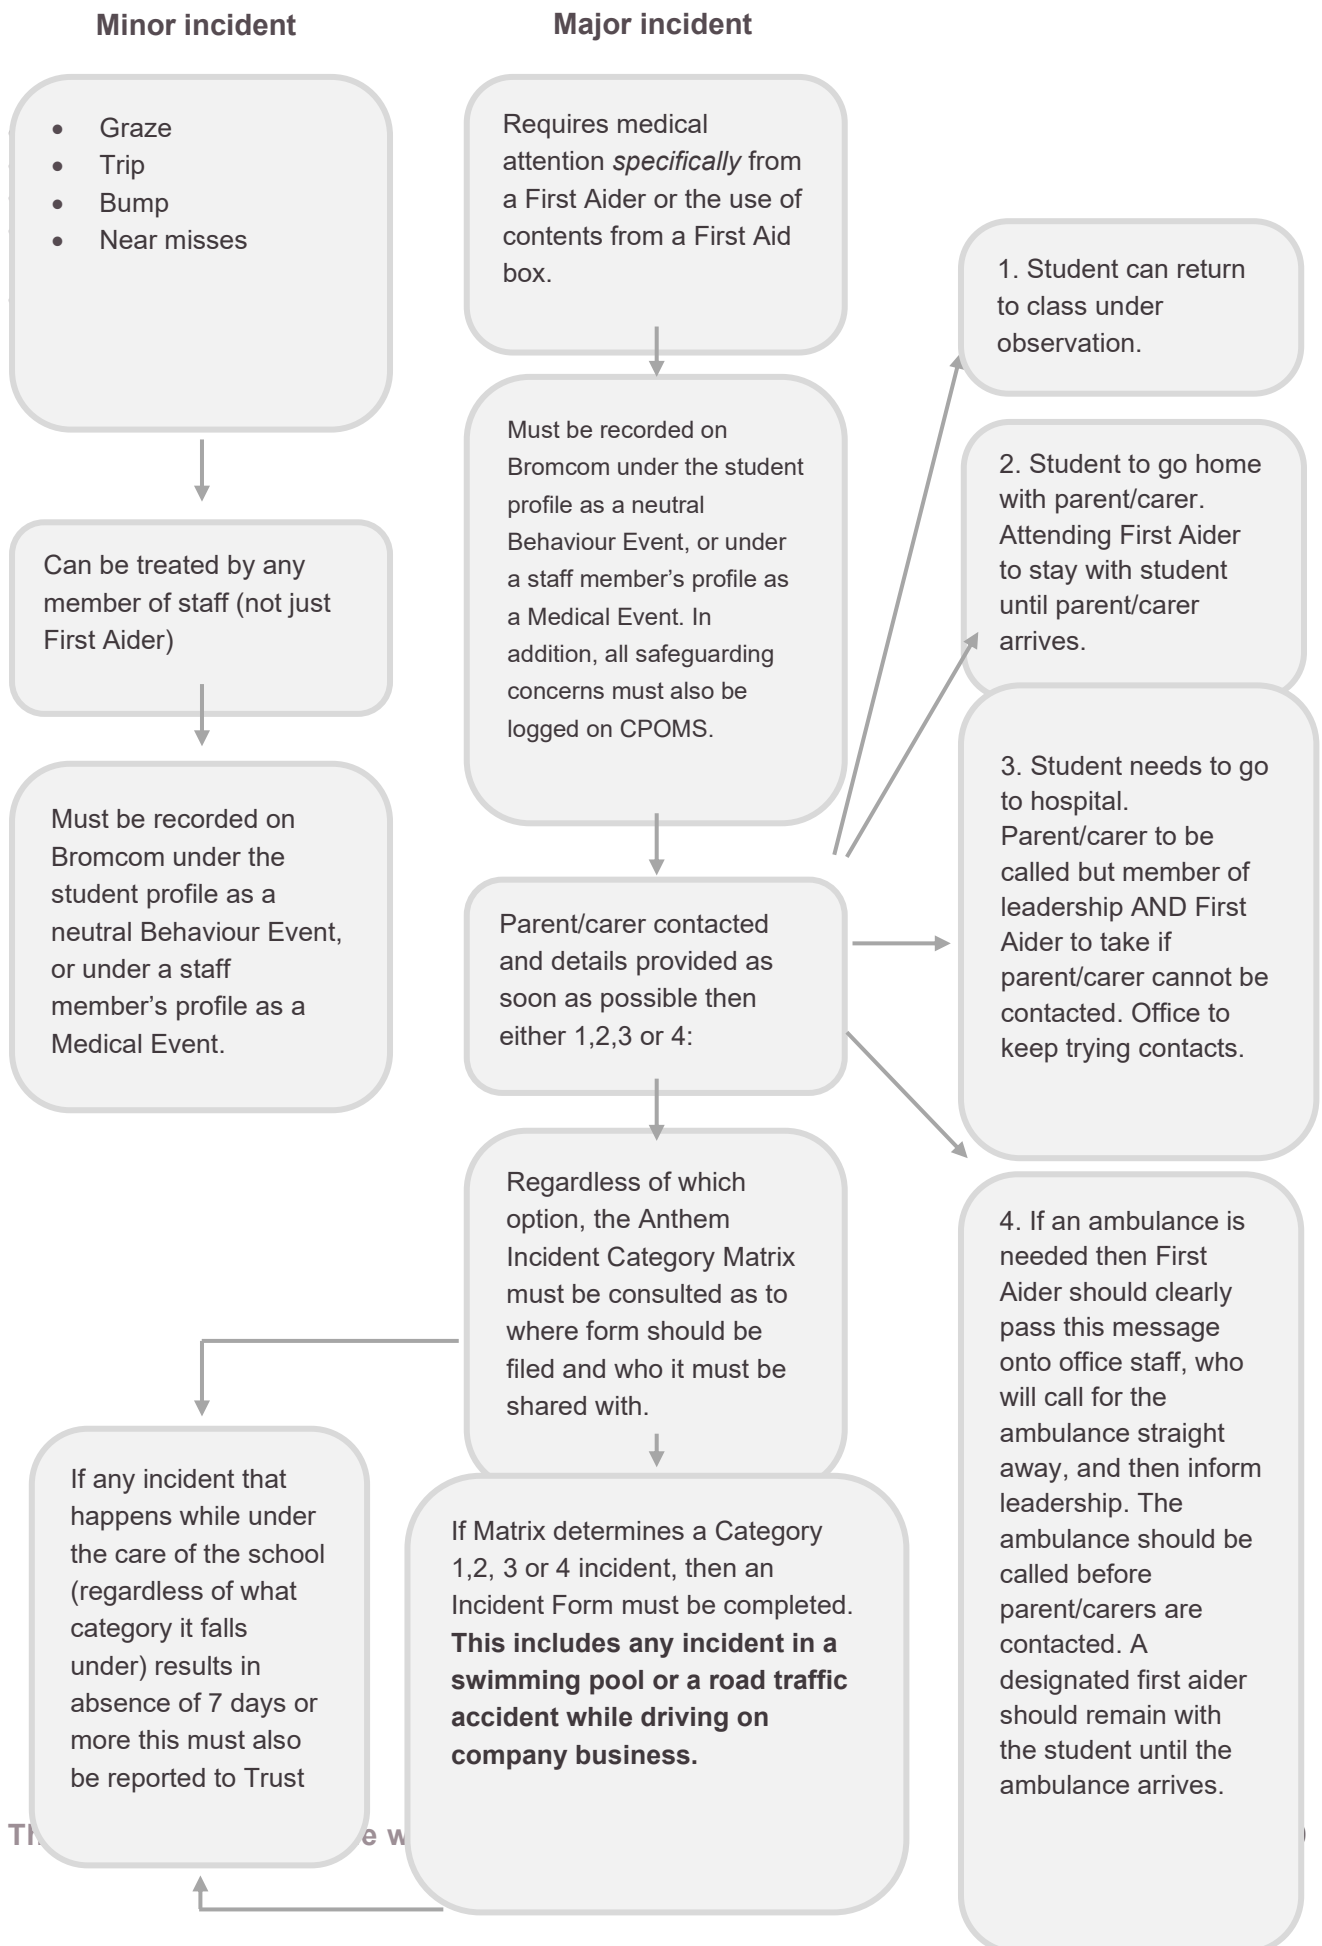 Minor incident
Major incident
• Graze
• Trip
• Bump
• Near misses
Can be treated by any
member of staff (not just
First Aider)
Must be recorded on
Bromcom under the
student profile as a
neutral Behaviour Event,
or under a staff
member’s profile as a
Medical Event.
Requires medical
attention specifically from
a First Aider or the use of
contents from a First Aid
box.
Must be recorded on
Bromcom under the student
profile as a neutral
Behaviour Event, or under
a staff member’s profile as
a Medical Event. In
addition, all safeguarding
concerns must also be
logged on CPOMS.
Parent/carer contacted
and details provided as
soon as possible then
either 1,2,3 or 4:
1. Student can return
to class under
observation.
2. Student to go home
with parent/carer.
Attending First Aider
to stay with student
until parent/carer
arrives.
3. Student needs to go
to hospital.
Parent/carer to be
called but member of
leadership AND First
Aider to take if
parent/carer cannot be
contacted. Office to
keep trying contacts.
4. If an ambulance is
needed then First
Aider should clearly
pass this message
onto office staff, who
will call for the
ambulance straight
away, and then inform
leadership. The
ambulance should be
called before
parent/carers are
contacted. A
designated first aider
should remain with
the student until the
ambulance arrives.
Regardless of which
option, the Anthem
Incident Category Matrix
must be consulted as to
where form should be
filed and who it must be
shared with.
If Matrix determines a Category
1,2, 3 or 4 incident, then an
Incident Form must be completed.
This includes any incident in a
swimming pool or a road traffic
accident while driving on
company business.
If any incident that
happens while under
the care of the school
(regardless of what
category it falls
under) results in
absence of 7 days or
more this must also
be reported to Trust